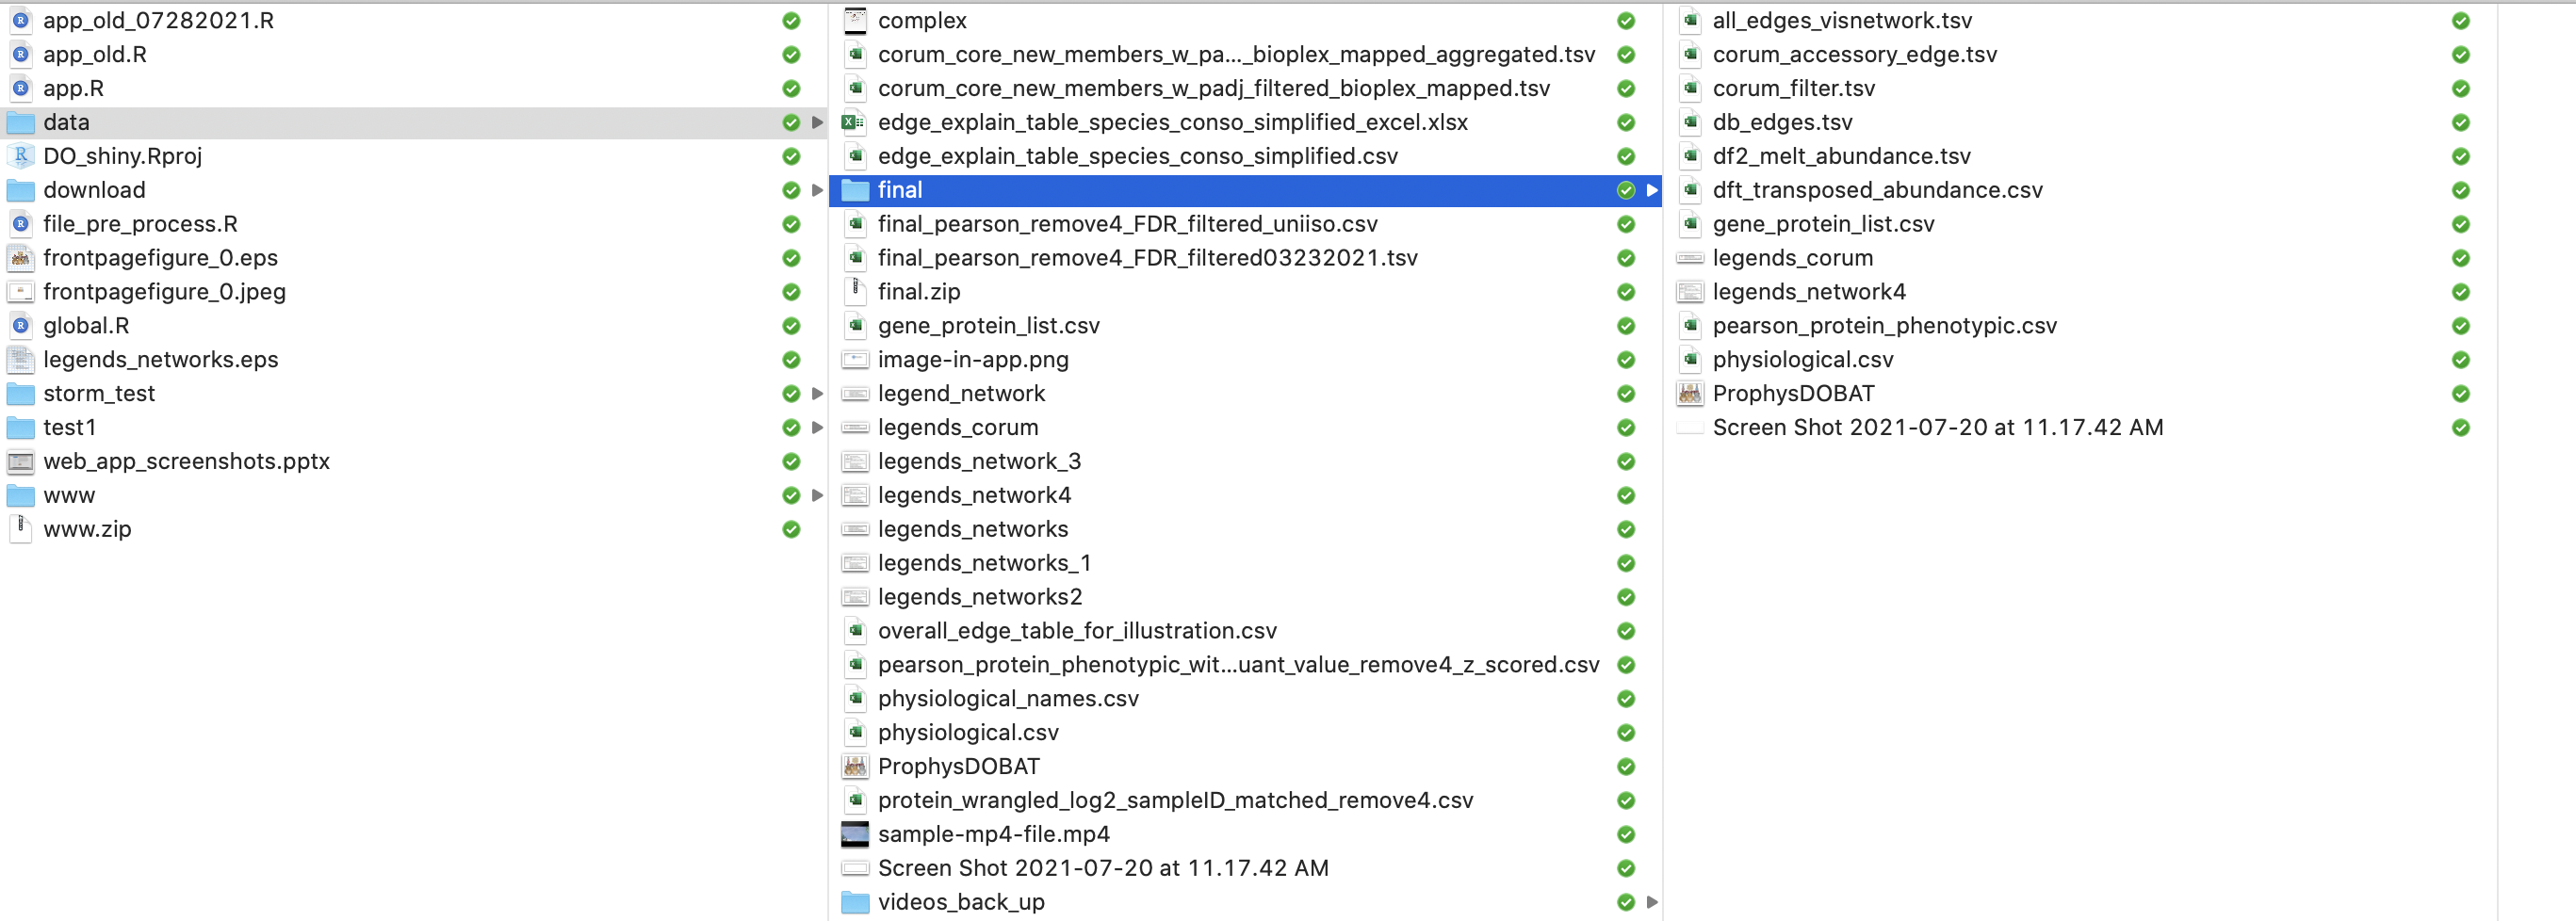 app_old_07282021.R
app_old.R
app.R
data
DO_shiny.Rproj
download
file_pre_process.R
frontpagefigure_0.eps
frontpagefigure_0.jpeg
global.R
legends_networks.eps
storm_test
test1
web_app_screenshots.pptx
www
www.zip
complex
corum_core_new_members_w_pa..._bioplex_mapped_aggregated.tsv
corum_core_new_members_w_padj_filtered_bioplex_mapped.tsv
edge_explain_table_species_conso_simplified_excel.xlsx
edge_explain_table_species_conso_simplified.csv
final
final_pearson_remove4_FDR_filtered_uniiso.csv
final_pearson_remove4_FDR_filtered03232021.tsv
final.zip
gene_protein_list.csv
image-in-app.png
legend_network
legends_corum
legends_network_3
legends_network4
legends_networks
legends_networks_1
legends_networks2
overall_edge_table_for_illustration.csv
pearson_protein_phenotypic_wit...uant_value_remove4_z_scored.csv
physiological_names.csv
physiological.csv
ProphysDOBAT
protein_wrangled_log2_sampleID_matched_remove4.csv
sample-mp4-file.mp4
Screen Shot 2021-07-20 at 11.17.42 AM
videos_back_up
all_edges_visnetwork.tsv
corum_accessory_edge.tsv
corum_filter.tsv
db_edges.tsv
df2_melt_abundance.tsv
dft_transposed_abundance.csv
gene_protein_list.csv
legends_corum
legends_network4
pearson_protein_phenotypic.csv
physiological.csv
ProphysDOBAT
Screen Shot 2021-07-20 at 11.17.42 AM